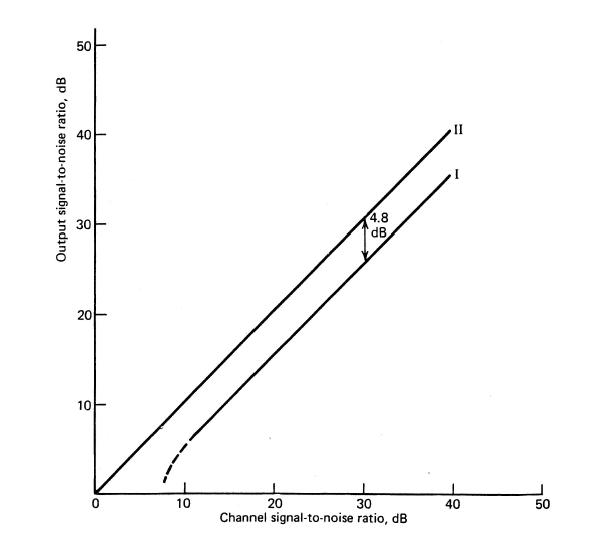 Output signal-to-noise ratio, dB
50
40
30
20
10
II
I
4.8
dB
0
10
20
30
40
50
Channel signal-to-noise ratio, dB